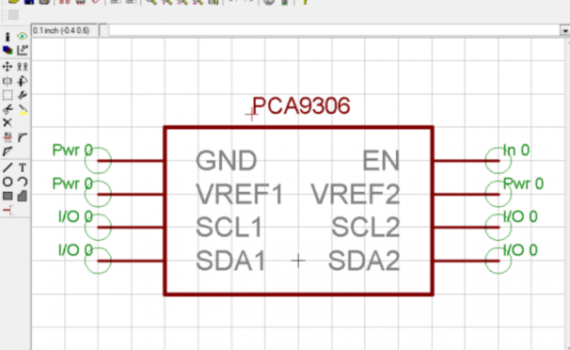 0.1 inch (-0.4 0.6)
PCA9306
Pwr 0 GND EN In 0
Pwr 0 VREF1 VREF2 Pwr 0
I/O 0 SCL1 SCL2 I/O 0
I/O 0 SDA1 SDA2 I/O 0